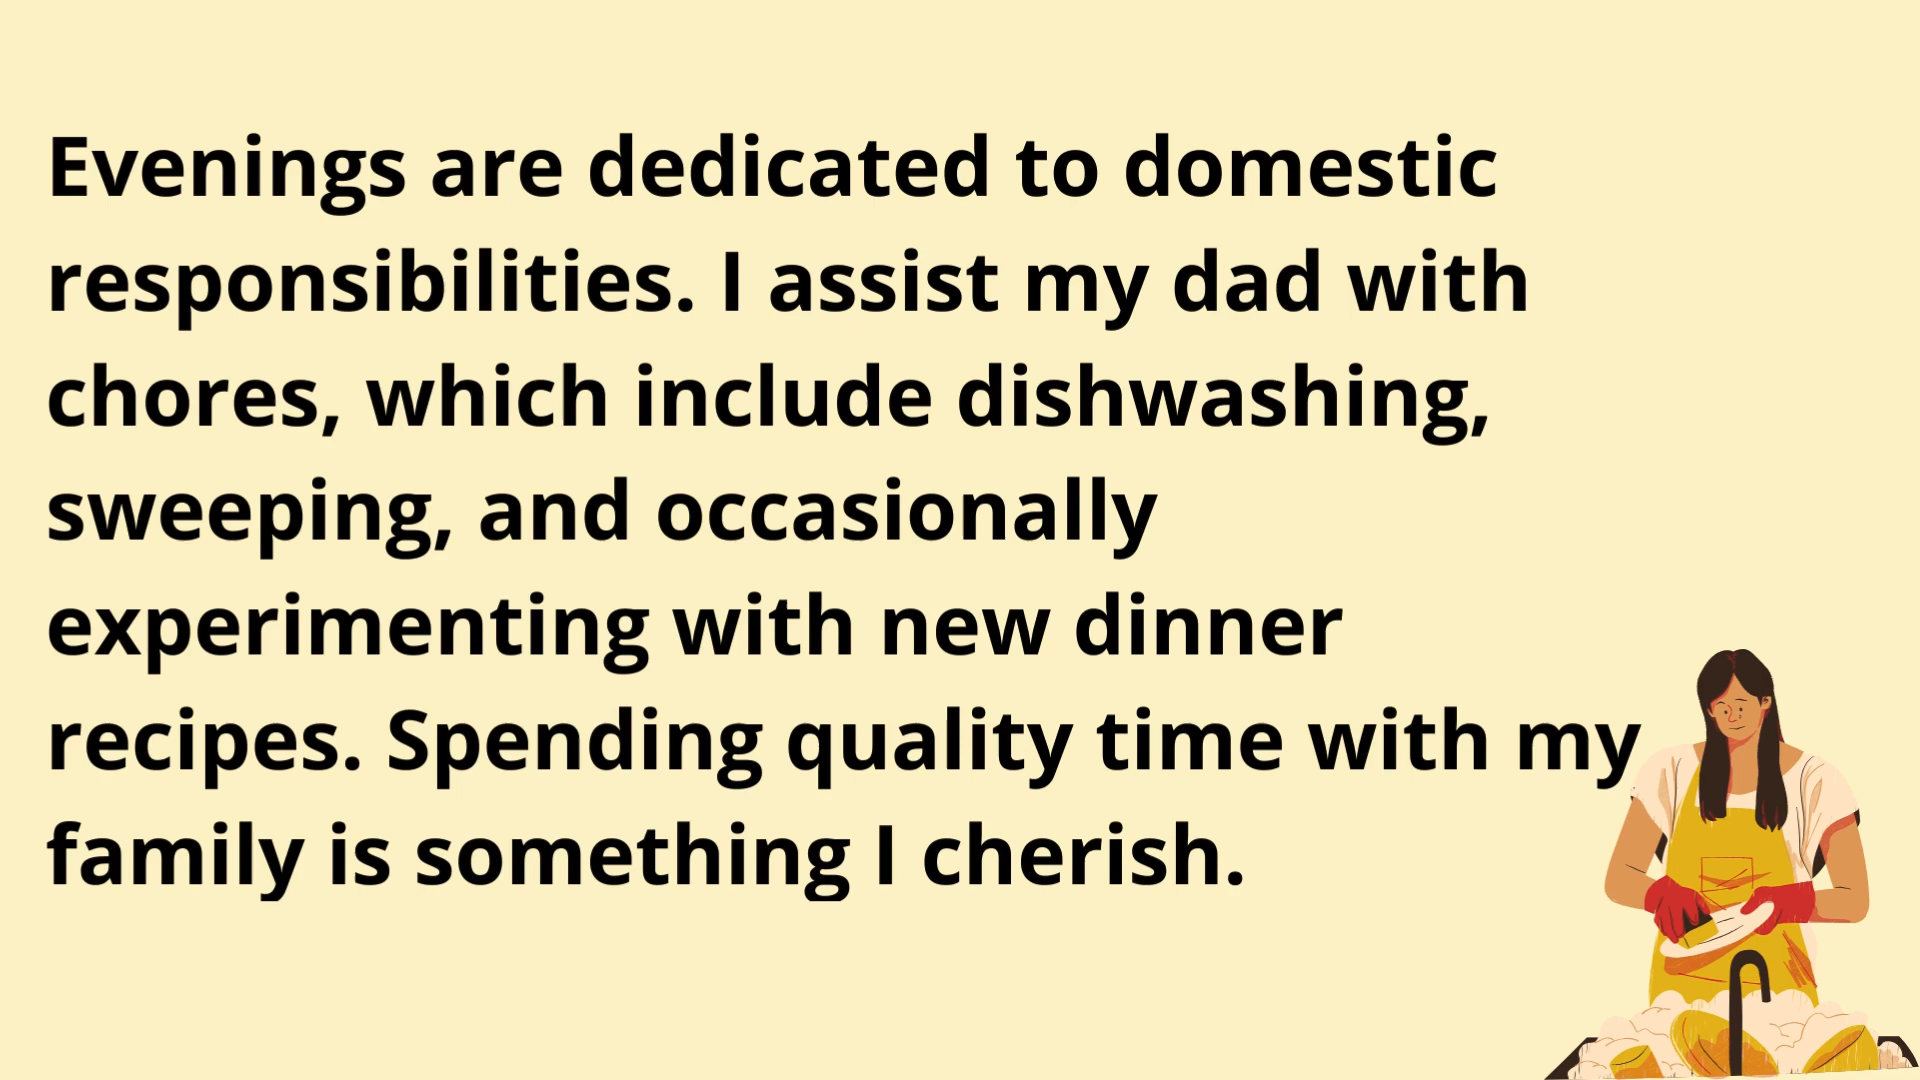 Evenings are dedicated to domestic
responsibilities. I assist my dad with
chores, which include dishwashing,
sweeping, and occasionally
experimenting with new dinner
recipes. Spending quality time with my
family is something I cherish.